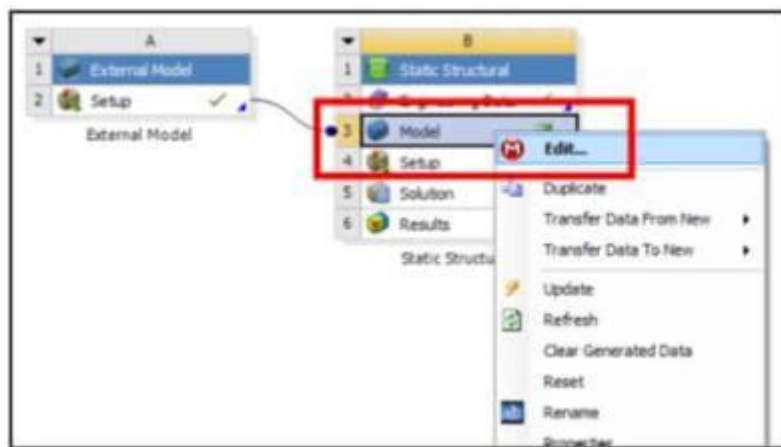 A
1 External Model
2 Setup
External Model
B
1 Static Structural
2
3 Model
4 Setup
5 Solution
6 Results
Static Structu
Edit...
Duplicate
Transfer Data From New
Transfer Data To New
Update
Refresh
Clear Generated Data
Reset
Rename